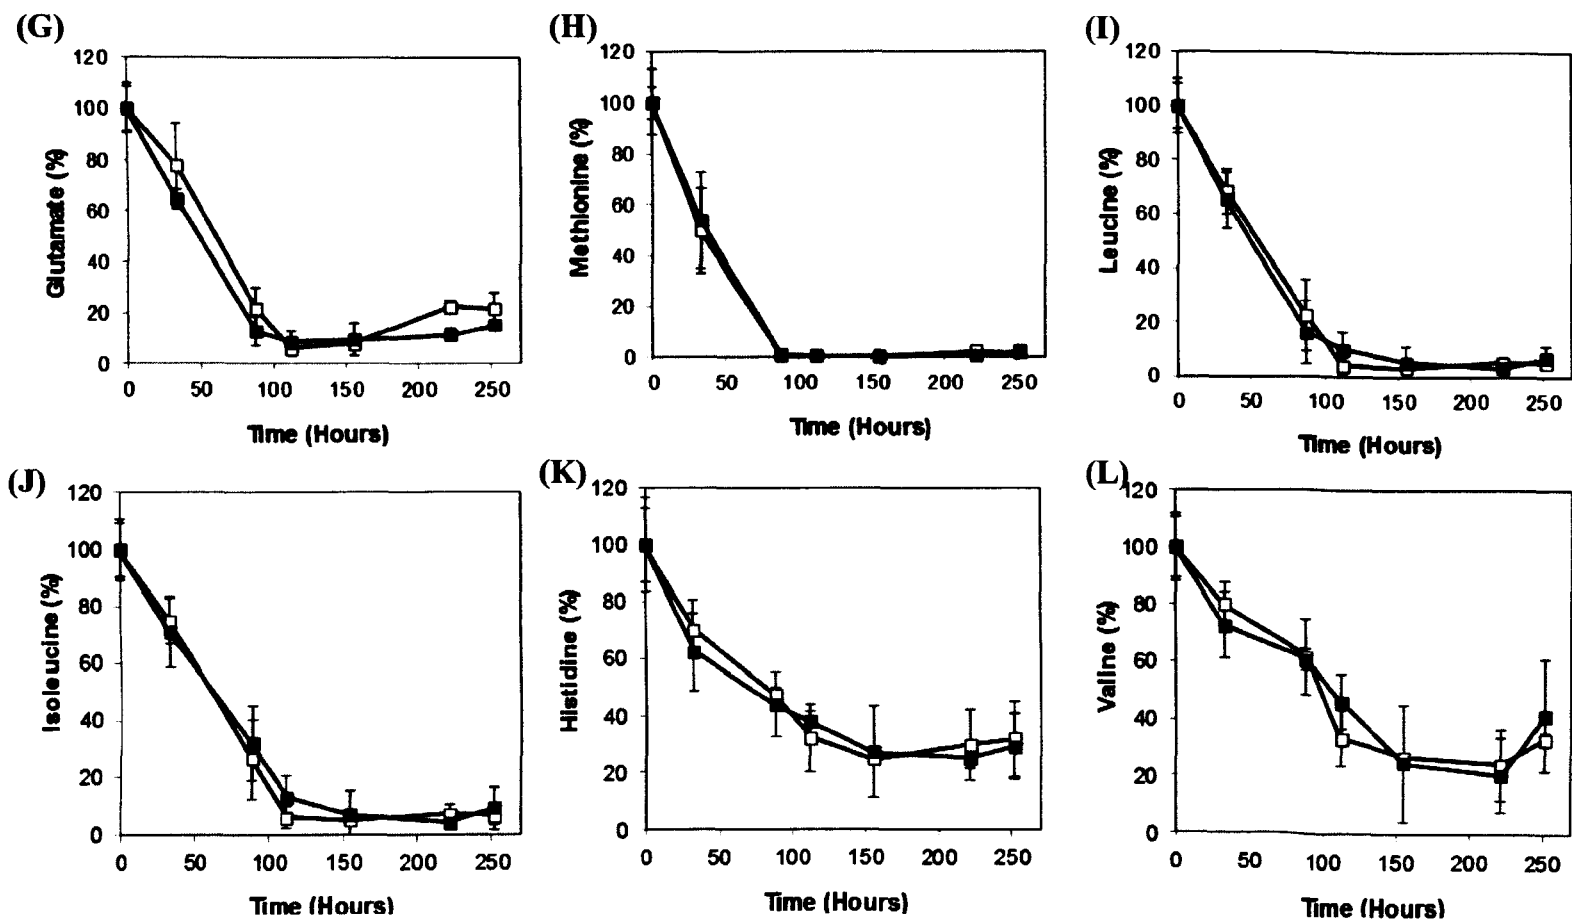 (G)
120
100
80
60
40
20
0
Glutamate (%)
0 50 100 150 200 250
Time (Hours)
(H)
120
100
80
60
40
20
0
Methionine (%)
0 50 100 150 200 250
Time (Hours)
(I)
120
100
80
60
40
20
0
Leucine (%)
0 50 100 150 200 250
Time (Hours)
(J)
120
100
80
60
40
20
0
Isoleucine (%)
0 50 100 150 200 250
Time (Hours)
(K)
120
100
80
60
40
20
0
Histidine (%)
0 50 100 150 200 250
Time (Hours)
(L)
120
100
80
60
40
20
0
Valine (%)
0 50 100 150 200 250
Time (Hours)